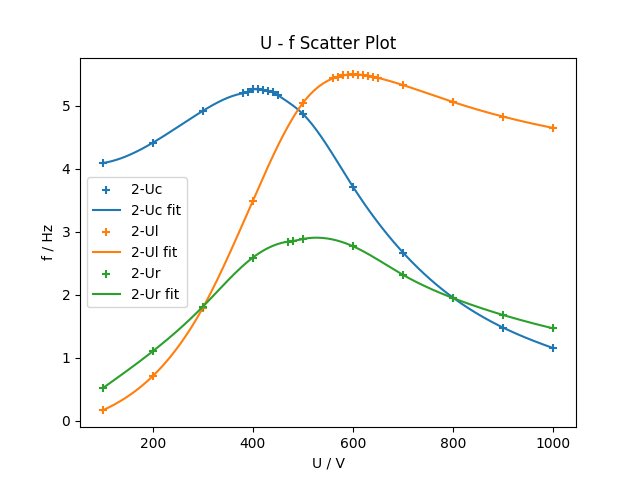 U - f Scatter Plot
f / Hz
5
4
3
2
1
0
2-Uc
2-Uc fit
2-Ul
2-Ul fit
2-Ur
2-Ur fit
200 400 600 800 1000
U / V